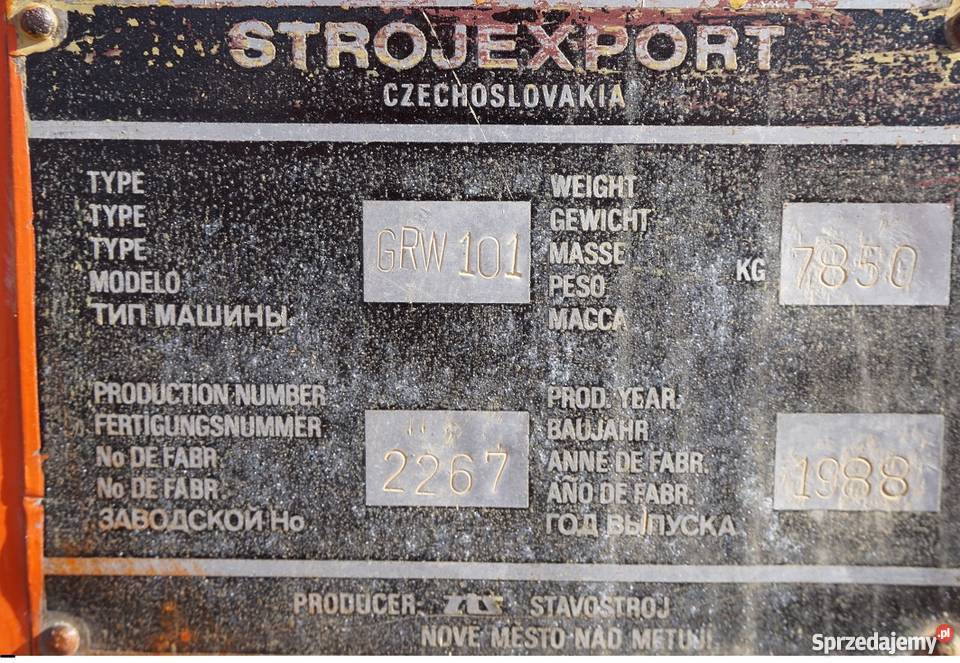 STROJEXPORT
CZECHOSLOVAKIA
TYPE
TYPE
TYPE
MODELO
ТИП МАШИНЫ
GRW 101
WEIGHT
GEWICHT
MASSE
PESO
МАССА
KG 7850
PRODUCTION NUMBER
FERTIGUNGSNUMMER
No DE FABR.
No DE FABR.
ЗАВОДСКОЙ Но
2267
PROD. YEAR.
BAUJAHR
ANNÉ DE FABR.
AÑO DE FABR.
ГОД ВЫПУСКА
1988
PRODUCER: ZTS STAVOSTROJ
NOVÉ MESTO NAD METUJI
Sprzedajemy.pl